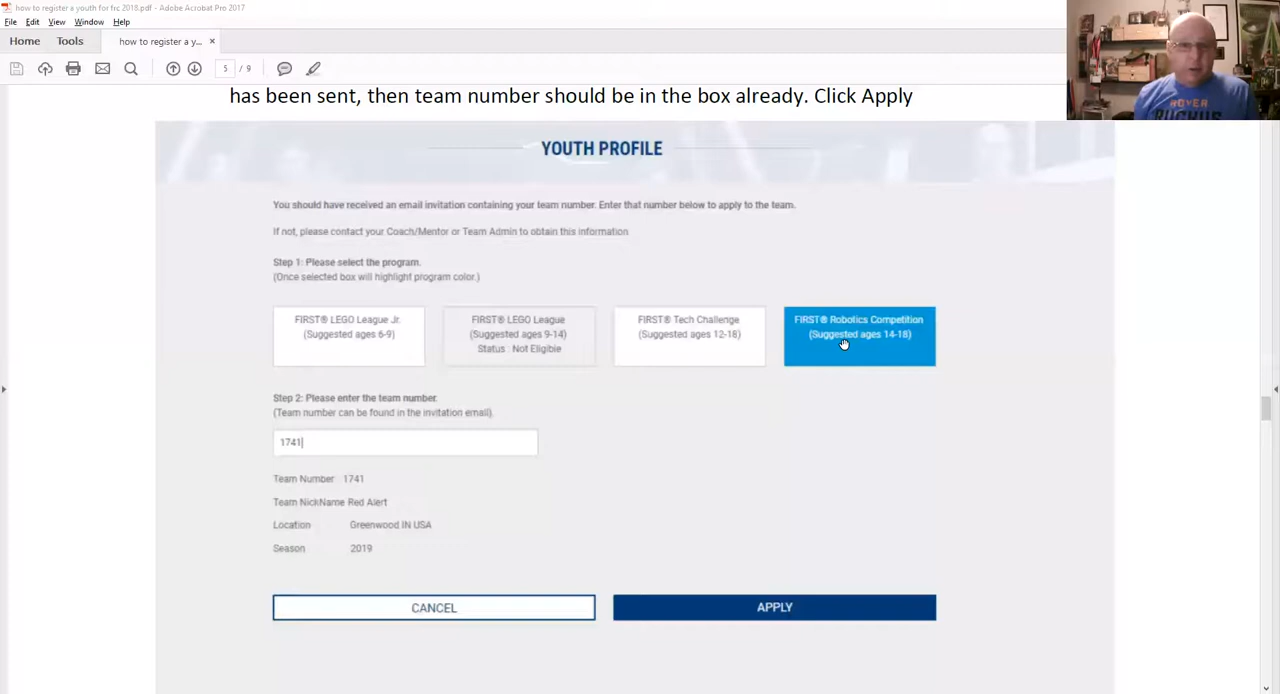 how to register a youth for frc 2018.pdf - Adobe Acrobat Pro 2017
File Edit View Window Help
Home Tools how to register a y... ×
5 / 9
has been sent, then team number should be in the box already. Click Apply
YOUTH PROFILE
You should have received an email invitation containing your team number. Enter that number below to apply to the team.
If not, please contact your Coach/Mentor or Team Admin to obtain this information
Step 1: Please select the program.
(Once selected box will highlight program color.)
FIRST® LEGO League Jr.
(Suggested ages 6-9)
FIRST® LEGO League
(Suggested ages 9-14)
Status : Not Eligible
FIRST® Tech Challenge
(Suggested ages 12-18)
FIRST® Robotics Competition
(Suggested ages 14-18)
Step 2: Please enter the team number.
(Team number can be found in the invitation email).
1741
Team Number 1741
Team NickName Red Alert
Location Greenwood IN USA
Season 2019
CANCEL
APPLY
ROVER
RUCKUS